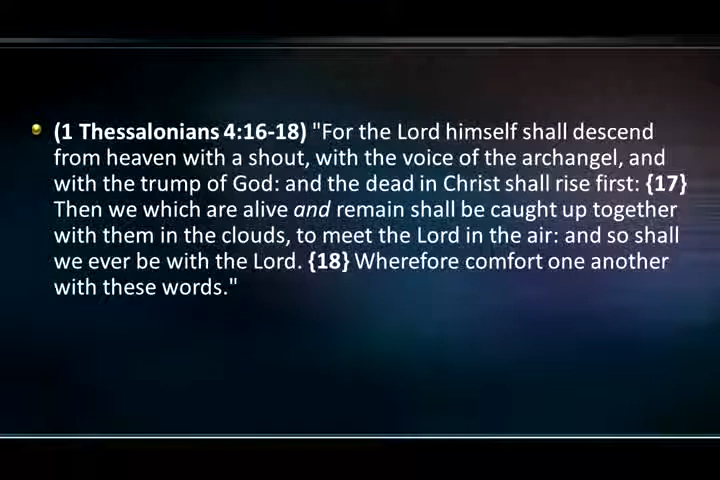 (1 Thessalonians 4:16-18) "For the Lord himself shall descend
from heaven with a shout, with the voice of the archangel, and
with the trump of God: and the dead in Christ shall rise first: {17}
Then we which are alive and remain shall be caught up together
with them in the clouds, to meet the Lord in the air: and so shall
we ever be with the Lord. {18} Wherefore comfort one another
with these words."